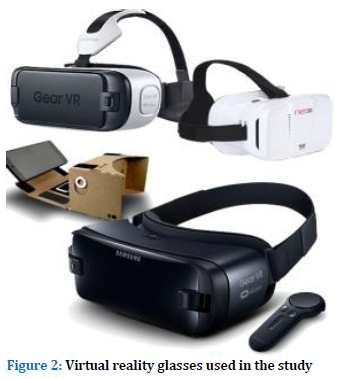 Gear VR
SAMSUNG
Gear VR
Figure 2: Virtual reality glasses used in the study